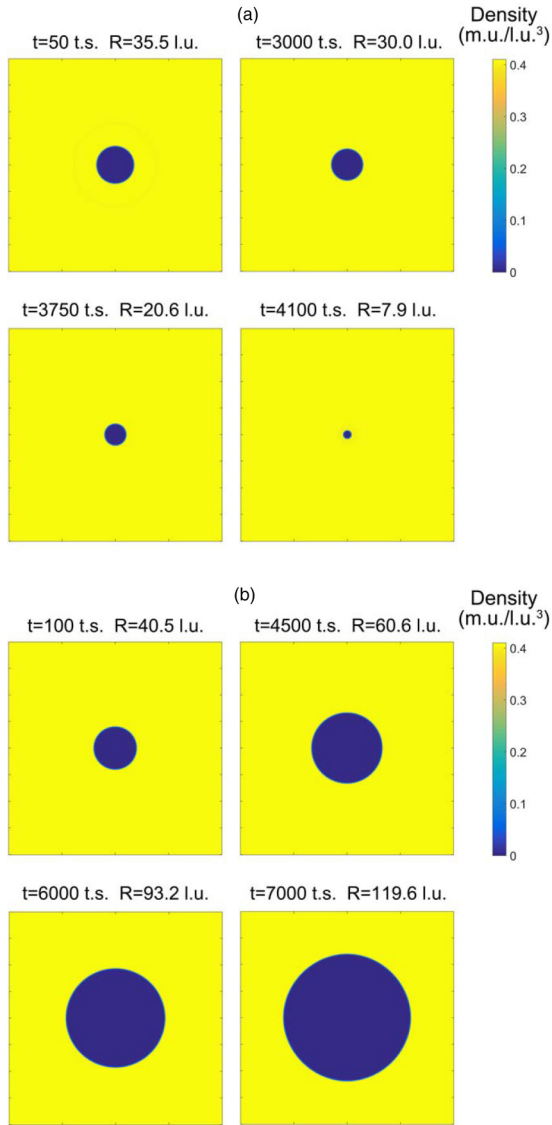 (a)
Density
(m.u./l.u.³)
t=50 t.s. R=35.5 l.u.
t=3000 t.s. R=30.0 l.u.
0.4
0.3
0.2
0.1
0
t=3750 t.s. R=20.6 l.u.
t=4100 t.s. R=7.9 l.u.
(b)
Density
(m.u./l.u.³)
t=100 t.s. R=40.5 l.u.
t=4500 t.s. R=60.6 l.u.
0.4
0.3
0.2
0.1
0
t=6000 t.s. R=93.2 l.u.
t=7000 t.s. R=119.6 l.u.